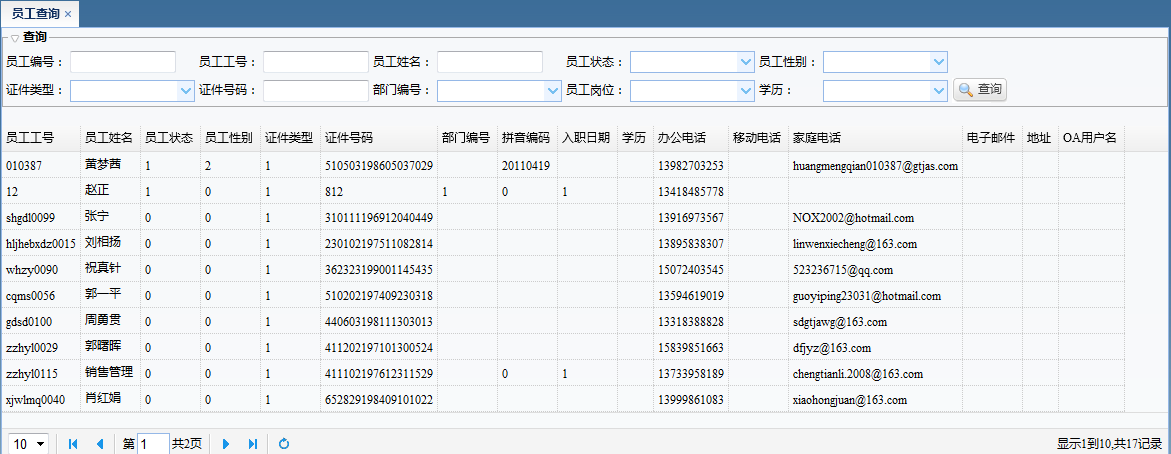 员工查询 ×
查询
员工编号： 员工工号： 员工姓名： 员工状态： 员工性别：
证件类型： 证件号码： 部门编号： 员工岗位： 学历： 查询
员工工号 员工姓名 员工状态 员工性别 证件类型 证件号码 部门编号 拼音编码 入职日期 学历 办公电话 移动电话 家庭电话 电子邮件 地址 OA用户名
010387 黄梦茜 1 2 1 510503198605037029 20110419 13982703253 huangmengqian010387@gtjas.com
12 赵正 1 0 1 812 1 0 1 13418485778
shgdl0099 张宁 0 0 1 310111196912040449 13916973567 NOX2002@hotmail.com
hljhebxdz0015 刘相扬 0 0 1 230102197511082814 13895838307 linwenxiecheng@163.com
whzy0090 祝真针 0 0 1 362323199001145435 15072403545 523236715@qq.com
cqms0056 郭一平 0 0 1 510202197409230318 13594619019 guoyiping23031@hotmail.com
gdsd0100 周勇贯 0 0 1 440603198111303013 13318388828 sdgtjawg@163.com
zzhyl0029 郭曙晖 0 0 1 411202197101300524 15839851663 dfjyz@163.com
zzhyl0115 销售管理 0 0 1 411102197612311529 0 1 13733958189 chengtianli.2008@163.com
xjwlmq0040 肖红娟 0 0 1 652829198409101022 13999861083 xiaohongjuan@163.com
10 第 1 共2页 显示1到10,共17记录